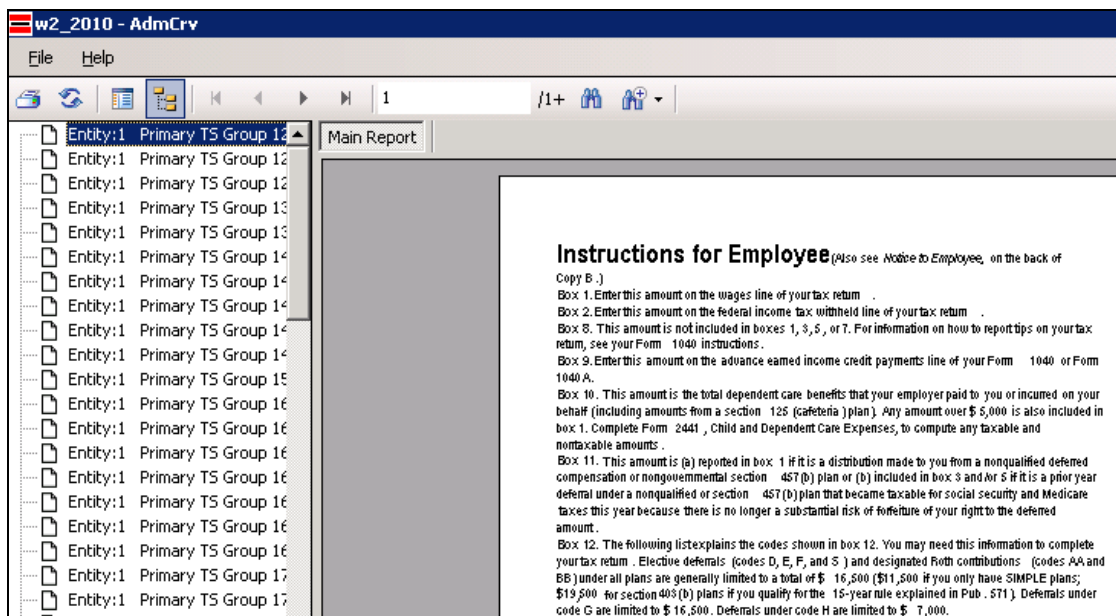 w2_2010 - AdmCrv
File Help
1 /1+
Entity:1 Primary TS Group 12
Entity:1 Primary TS Group 12
Entity:1 Primary TS Group 12
Entity:1 Primary TS Group 13
Entity:1 Primary TS Group 13
Entity:1 Primary TS Group 14
Entity:1 Primary TS Group 14
Entity:1 Primary TS Group 14
Entity:1 Primary TS Group 14
Entity:1 Primary TS Group 14
Entity:1 Primary TS Group 15
Entity:1 Primary TS Group 16
Entity:1 Primary TS Group 16
Entity:1 Primary TS Group 16
Entity:1 Primary TS Group 16
Entity:1 Primary TS Group 16
Entity:1 Primary TS Group 16
Entity:1 Primary TS Group 16
Entity:1 Primary TS Group 17
Entity:1 Primary TS Group 17
Main Report
Instructions for Employee (Also see Notice to Employee, on the back of
Copy B .)
Box 1. Enter this amount on the wages line of your tax return .
Box 2. Enter this amount on the federal income tax withheld line of your tax return .
Box 8. This amount is not included in boxes 1, 3, 5 , or 7. For information on how to report tips on your tax
return, see your Form 1040 instructions .
Box 9. Enter this amount on the advance earned income credit payments line of your Form 1040 or Form
1040 A.
Box 10. This amount is the total dependent care benefits that your employer paid to you or incurred on your
behalf (including amounts from a section 125 (cafeteria ) plan ). Any amount over $ 5,000 is also included in
box 1. Complete Form 2441 , Child and Dependent Care Expenses, to compute any taxable and
nontaxable amounts .
Box 11. This amount is (a) reported in box 1 if it is a distribution made to you from a nonqualified deferred
compensation or nongovernmental section 457 (b) plan or (b) included in box 3 and/or 5 if it is a prior year
deferral under a nonqualified or section 457 (b) plan that became taxable for social security and Medicare
taxes this year because there is no longer a substantial risk of forfeiture of your right to the deferred
amount .
Box 12. The following list explains the codes shown in box 12. You may need this information to complete
your tax return . Elective deferrals (codes D, E, F, and S ) and designated Roth contributions (codes AA and
BB ) under all plans are generally limited to a total of $ 16,500 ($11,500 if you only have SIMPLE plans;
$19,500 for section 403 (b) plans if you qualify for the 15-year rule explained in Pub . 571 ). Deferrals under
code G are limited to $ 16,500 . Deferrals under code H are limited to $ 7,000.